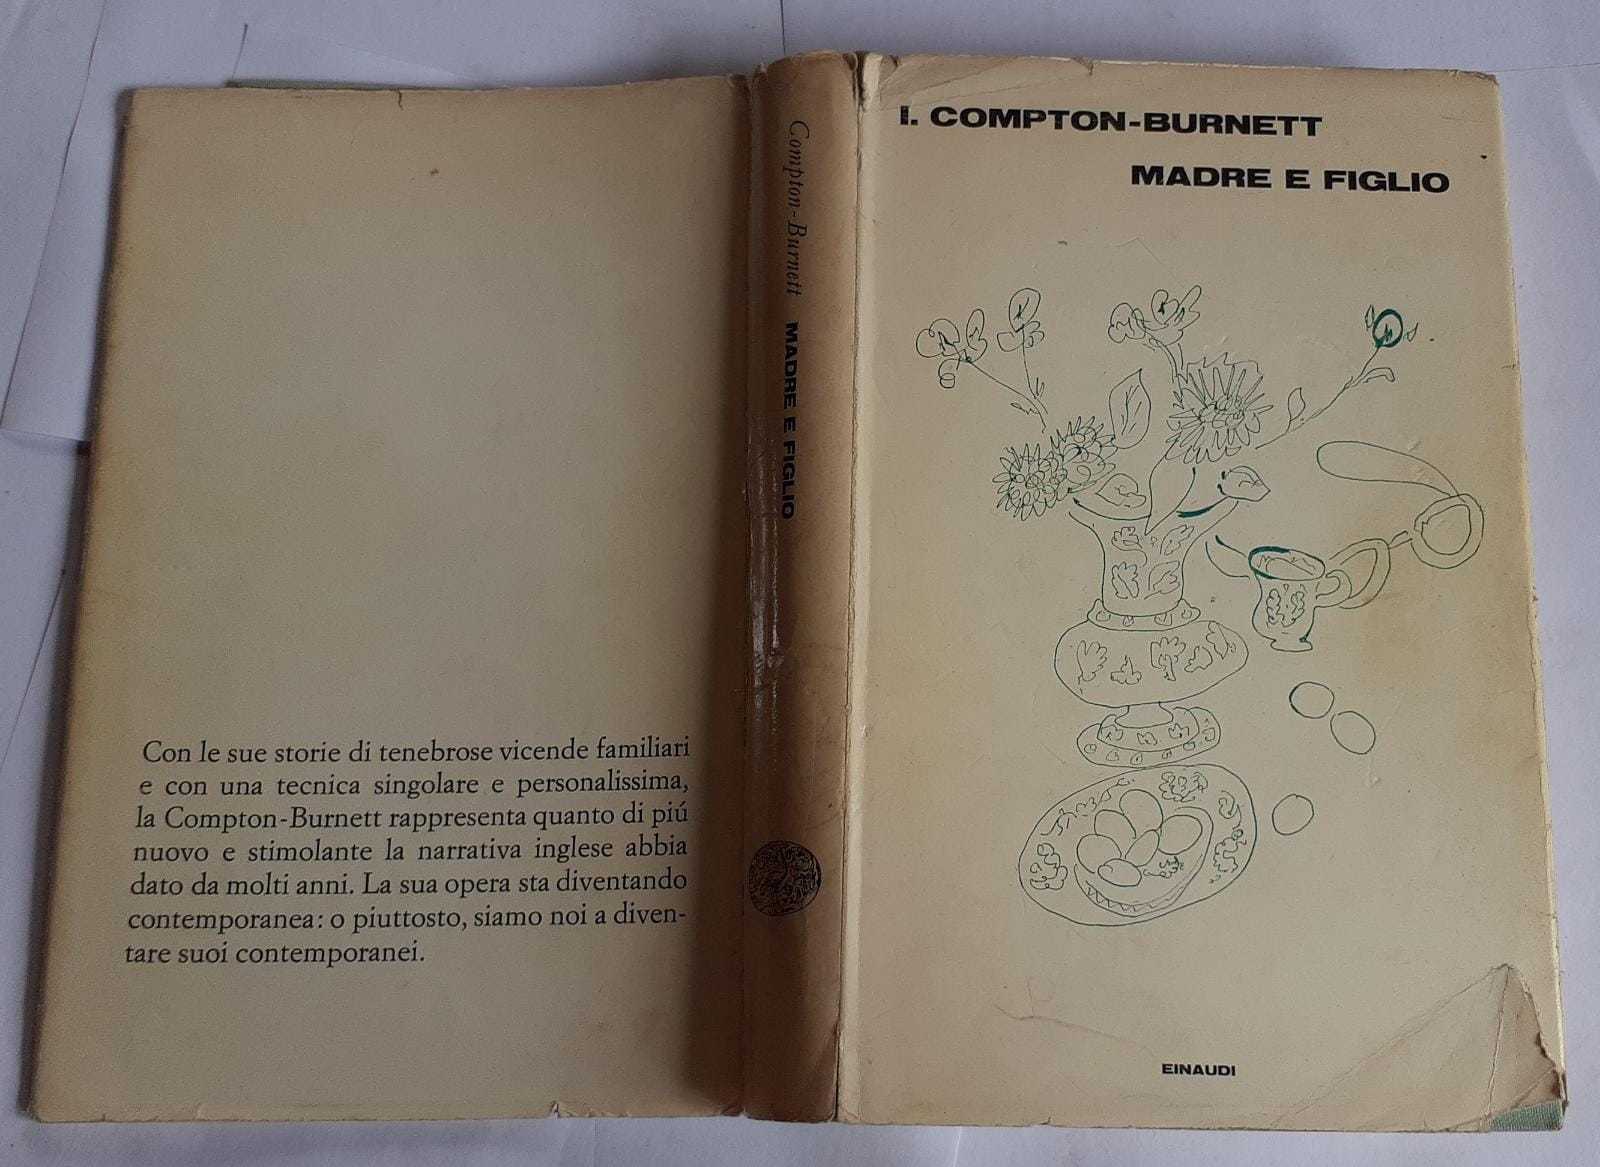 Con le sue storie di tenebrose vicende familiari
e con una tecnica singolare e personalissima,
la Compton-Burnett rappresenta quanto di piú
nuovo e stimolante la narrativa inglese abbia
dato da molti anni. La sua opera sta diventando
contemporanea: o piuttosto, siamo noi a diven-
tare suoi contemporanei.
Compton-Burnett MADRE E FIGLIO
I. COMPTON-BURNETT
MADRE E FIGLIO
EINAUDI